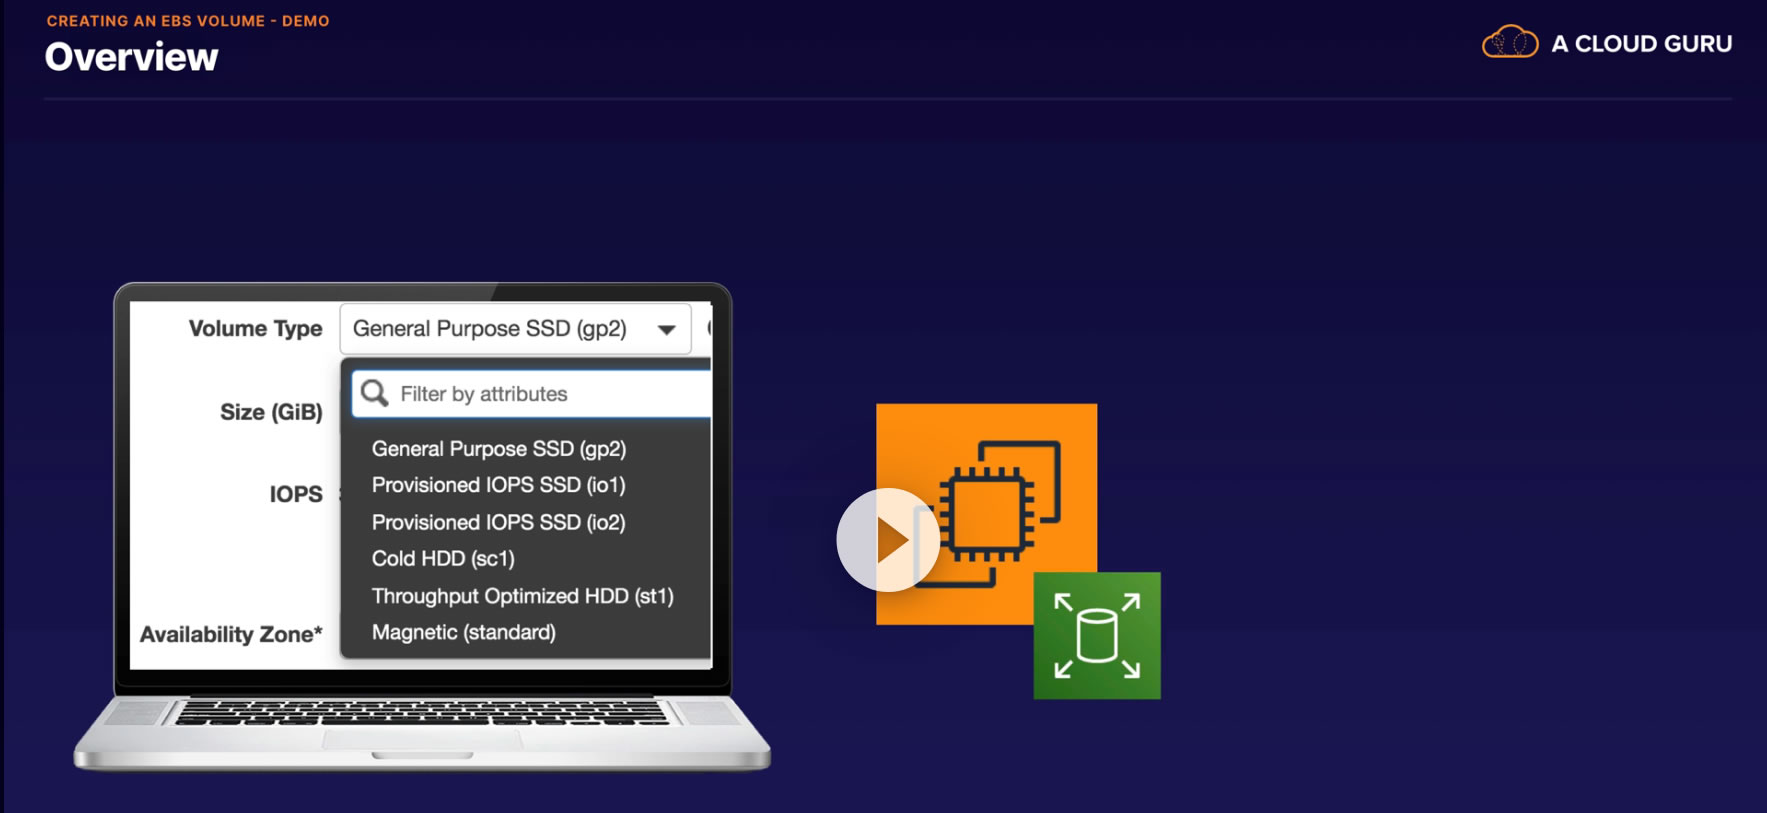 CREATING AN EBS VOLUME - DEMO
Overview
A CLOUD GURU
Volume Type
General Purpose SSD (gp2)
Filter by attributes
Size (GiB)
General Purpose SSD (gp2)
Provisioned IOPS SSD (io1)
IOPS
Provisioned IOPS SSD (io2)
Cold HDD (sc1)
Throughput Optimized HDD (st1)
Availability Zone*
Magnetic (standard)